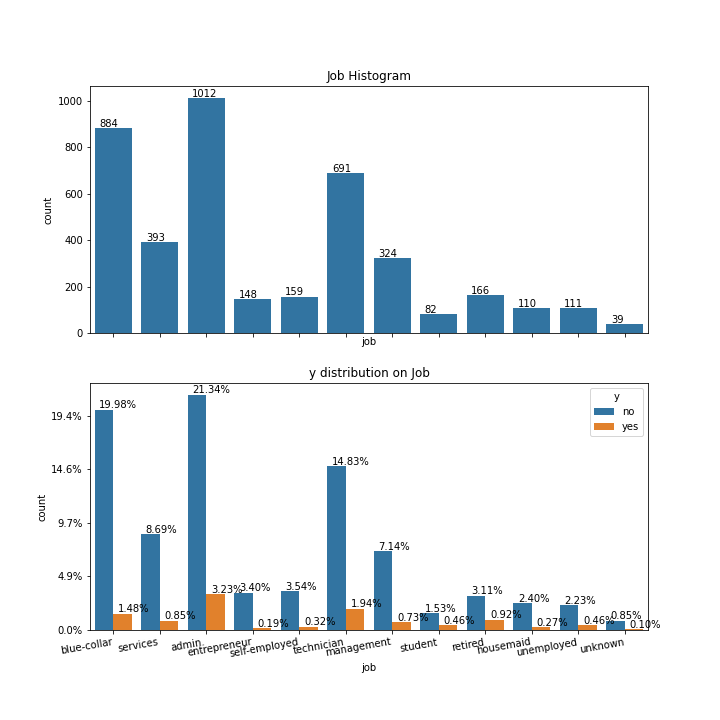 Job Histogram
count
1000
800
600
400
200
0
884
393
1012
148
159
691
324
82
166
110
111
39
job
y distribution on Job
count
19.4%
14.6%
9.7%
4.9%
0.0%
y
no
yes
19.98%
1.48%
8.69%
0.85%
21.34%
3.23%
3.40%
0.19%
3.54%
0.32%
14.83%
1.94%
7.14%
0.73%
1.53%
0.46%
3.11%
0.92%
2.40%
0.27%
2.23%
0.46%
0.85%
0.10%
blue-collar
services
admin.
entrepreneur
self-employed
technician
management
student
retired
housemaid
unemployed
unknown
job